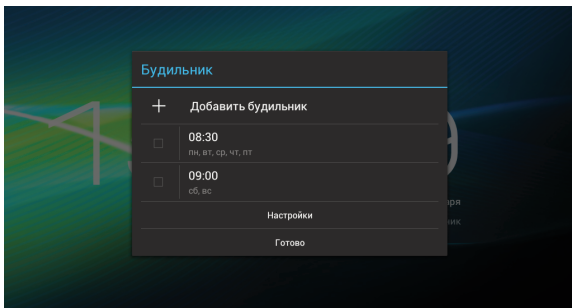 Будильник
Добавить будильник
08:30
пн, вт, ср, чт, пт
09:00
сб, вс
Настройки
Готово